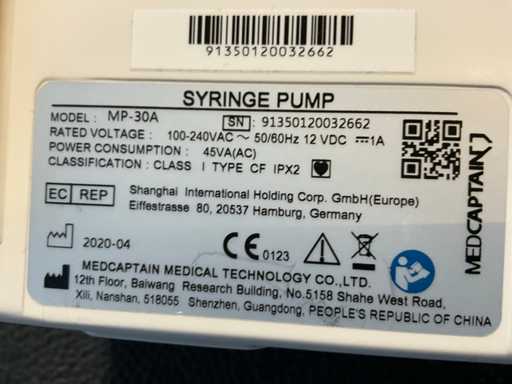 91350120032662
SYRINGE PUMP
MODEL : MP-30A
SN : 91350120032662
RATED VOLTAGE : 100-240VAC ~ 50/60Hz 12 VDC ⎓1A
POWER CONSUMPTION : 45VA(AC)
CLASSIFICATION : CLASS I TYPE CF IPX2
MEDCAPTAIN
EC REP
Shanghai International Holding Corp. GmbH(Europe)
Eiffestrasse 80, 20537 Hamburg, Germany
2020-04
CE 0123
MEDCAPTAIN MEDICAL TECHNOLOGY CO.,LTD.
12th Floor, Baiwang Research Building, No.5158 Shahe West Road,
Xili, Nanshan, 518055 Shenzhen, Guangdong, PEOPLE'S REPUBLIC OF CHINA